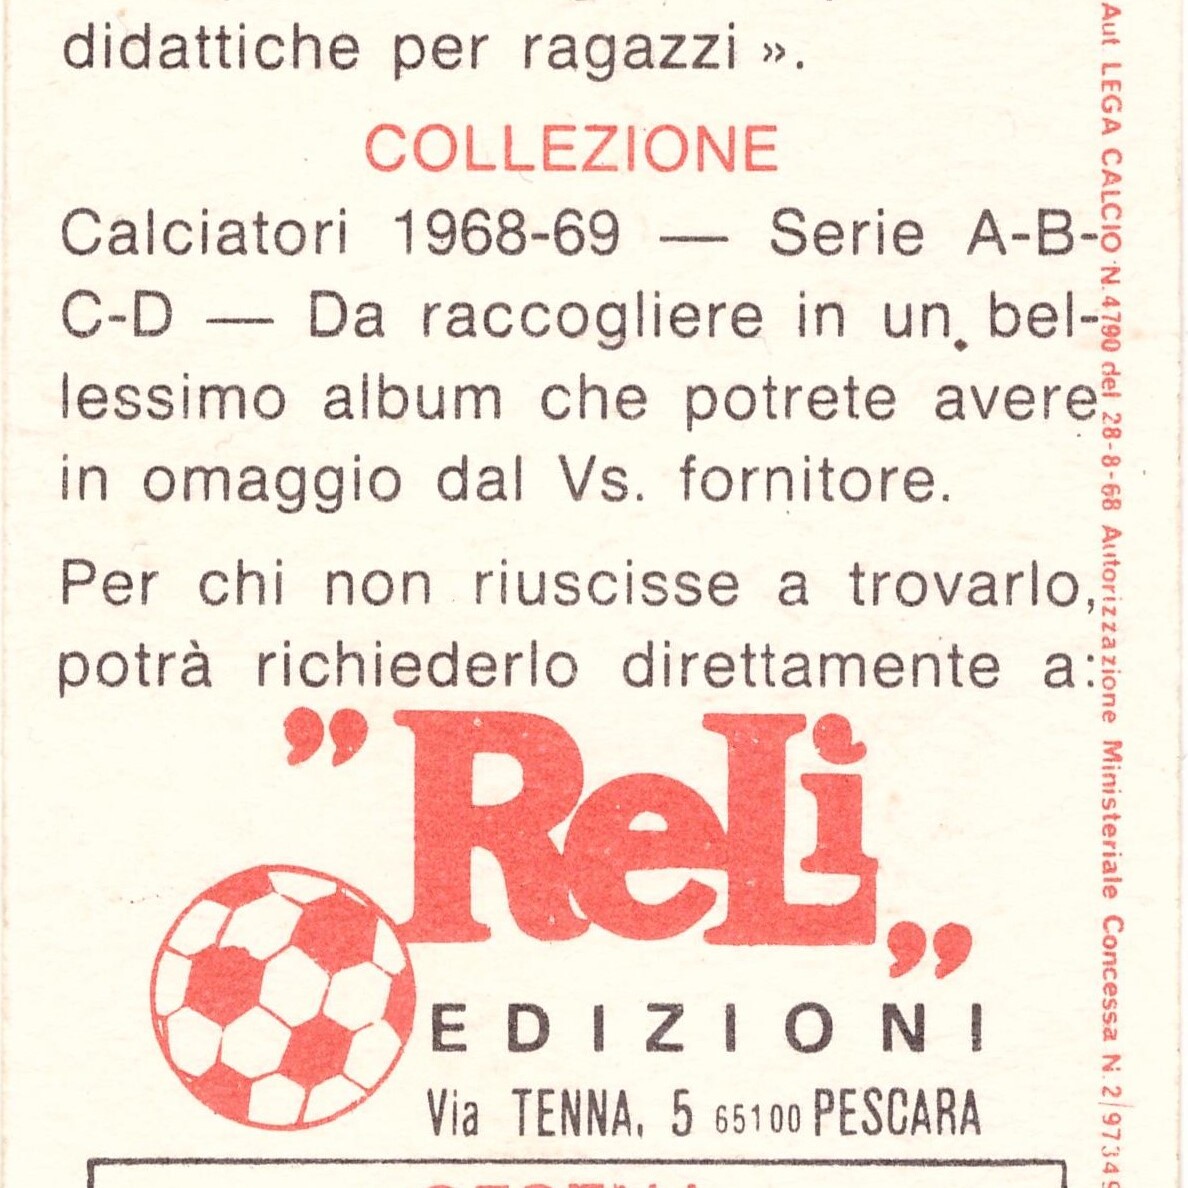 didattiche per ragazzi ».
COLLEZIONE
Calciatori 1968-69 — Serie A-B-
C-D — Da raccogliere in un bel-
lessimo album che potrete avere
in omaggio dal Vs. fornitore.
Per chi non riuscisse a trovarlo,
potrà richiederlo direttamente a:
"ReLì"
EDIZIONI
Via TENNA, 5 65100 PESCARA
Aut LEGA CALCIO N.4790 del 28-8-68 Autorizzazione Ministeriale Concessa N. 2/97349